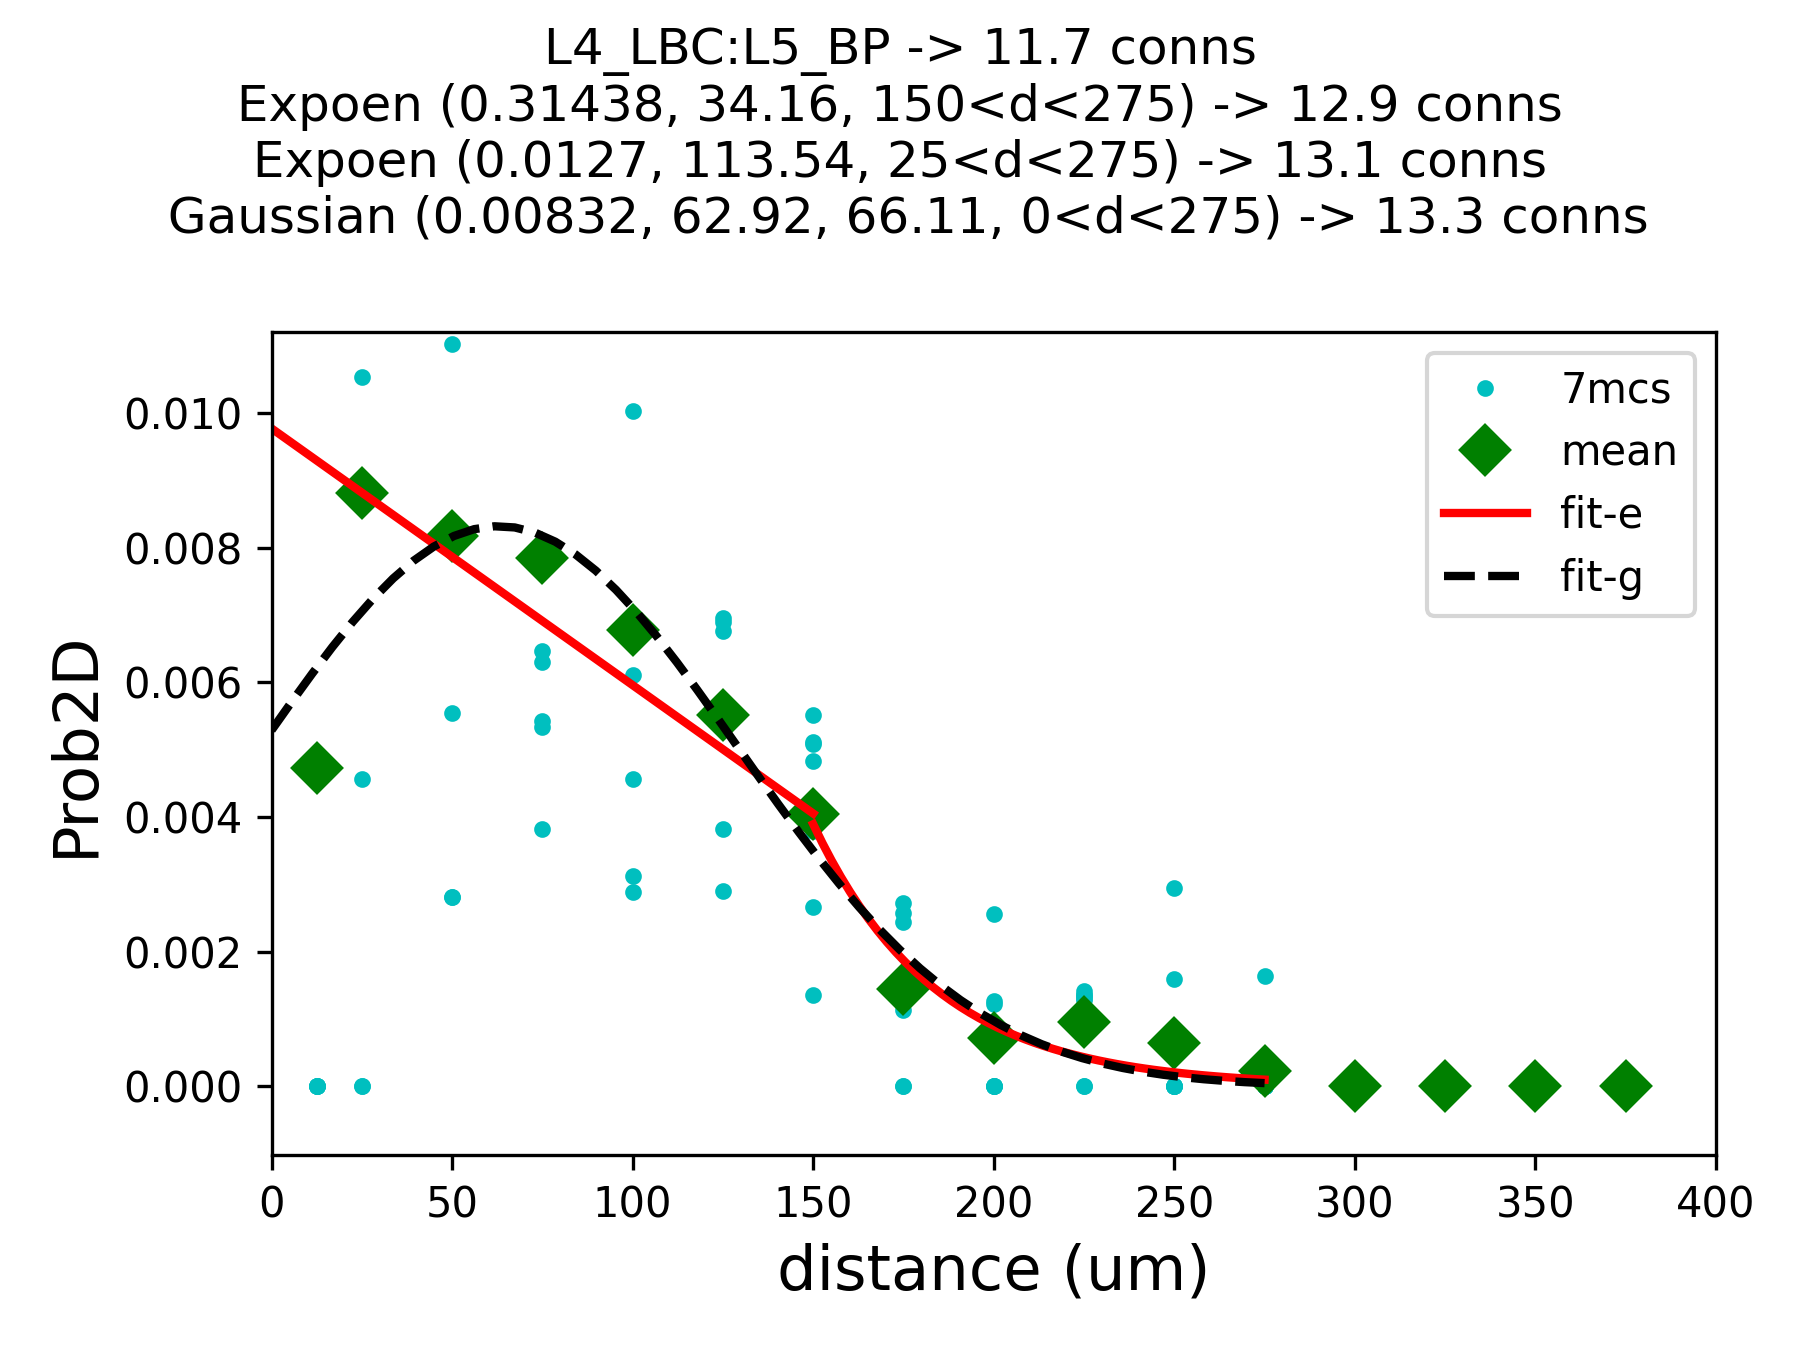 L4_LBC:L5_BP -> 11.7 conns
Expoen (0.31438, 34.16, 150<d<275) -> 12.9 conns
Expoen (0.0127, 113.54, 25<d<275) -> 13.1 conns
Gaussian (0.00832, 62.92, 66.11, 0<d<275) -> 13.3 conns
7mcs
mean
fit-e
fit-g
0.010
0.008
0.006
0.004
0.002
0.000
Prob2D
0 50 100 150 200 250 300 350 400
distance (um)